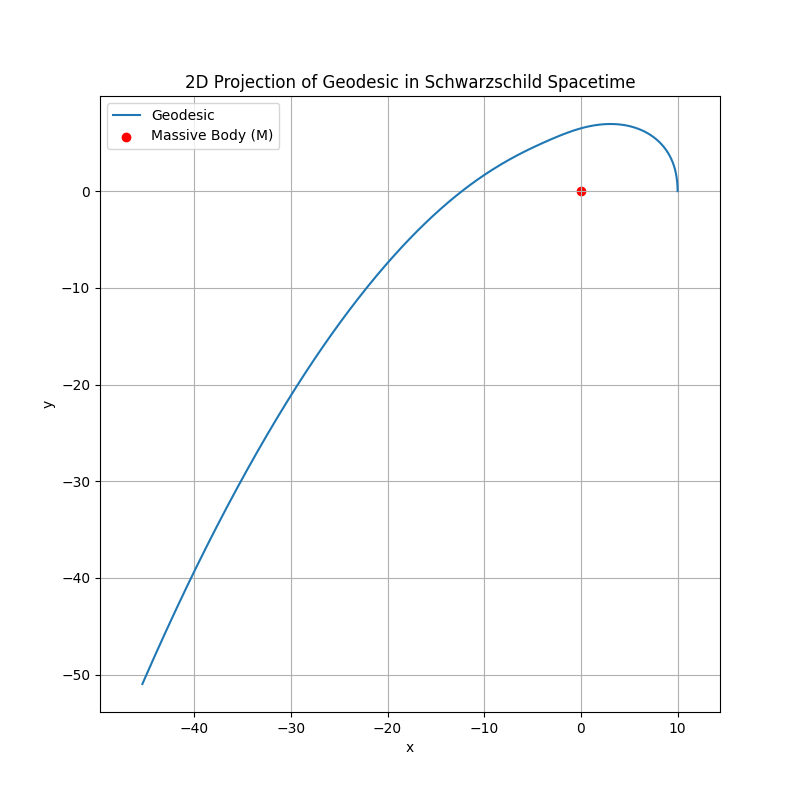 2D Projection of Geodesic in Schwarzschild Spacetime
Geodesic
Massive Body (M)
0
−10
−20
−30
−40
−50
y
−40
−30
−20
−10
0
10
x